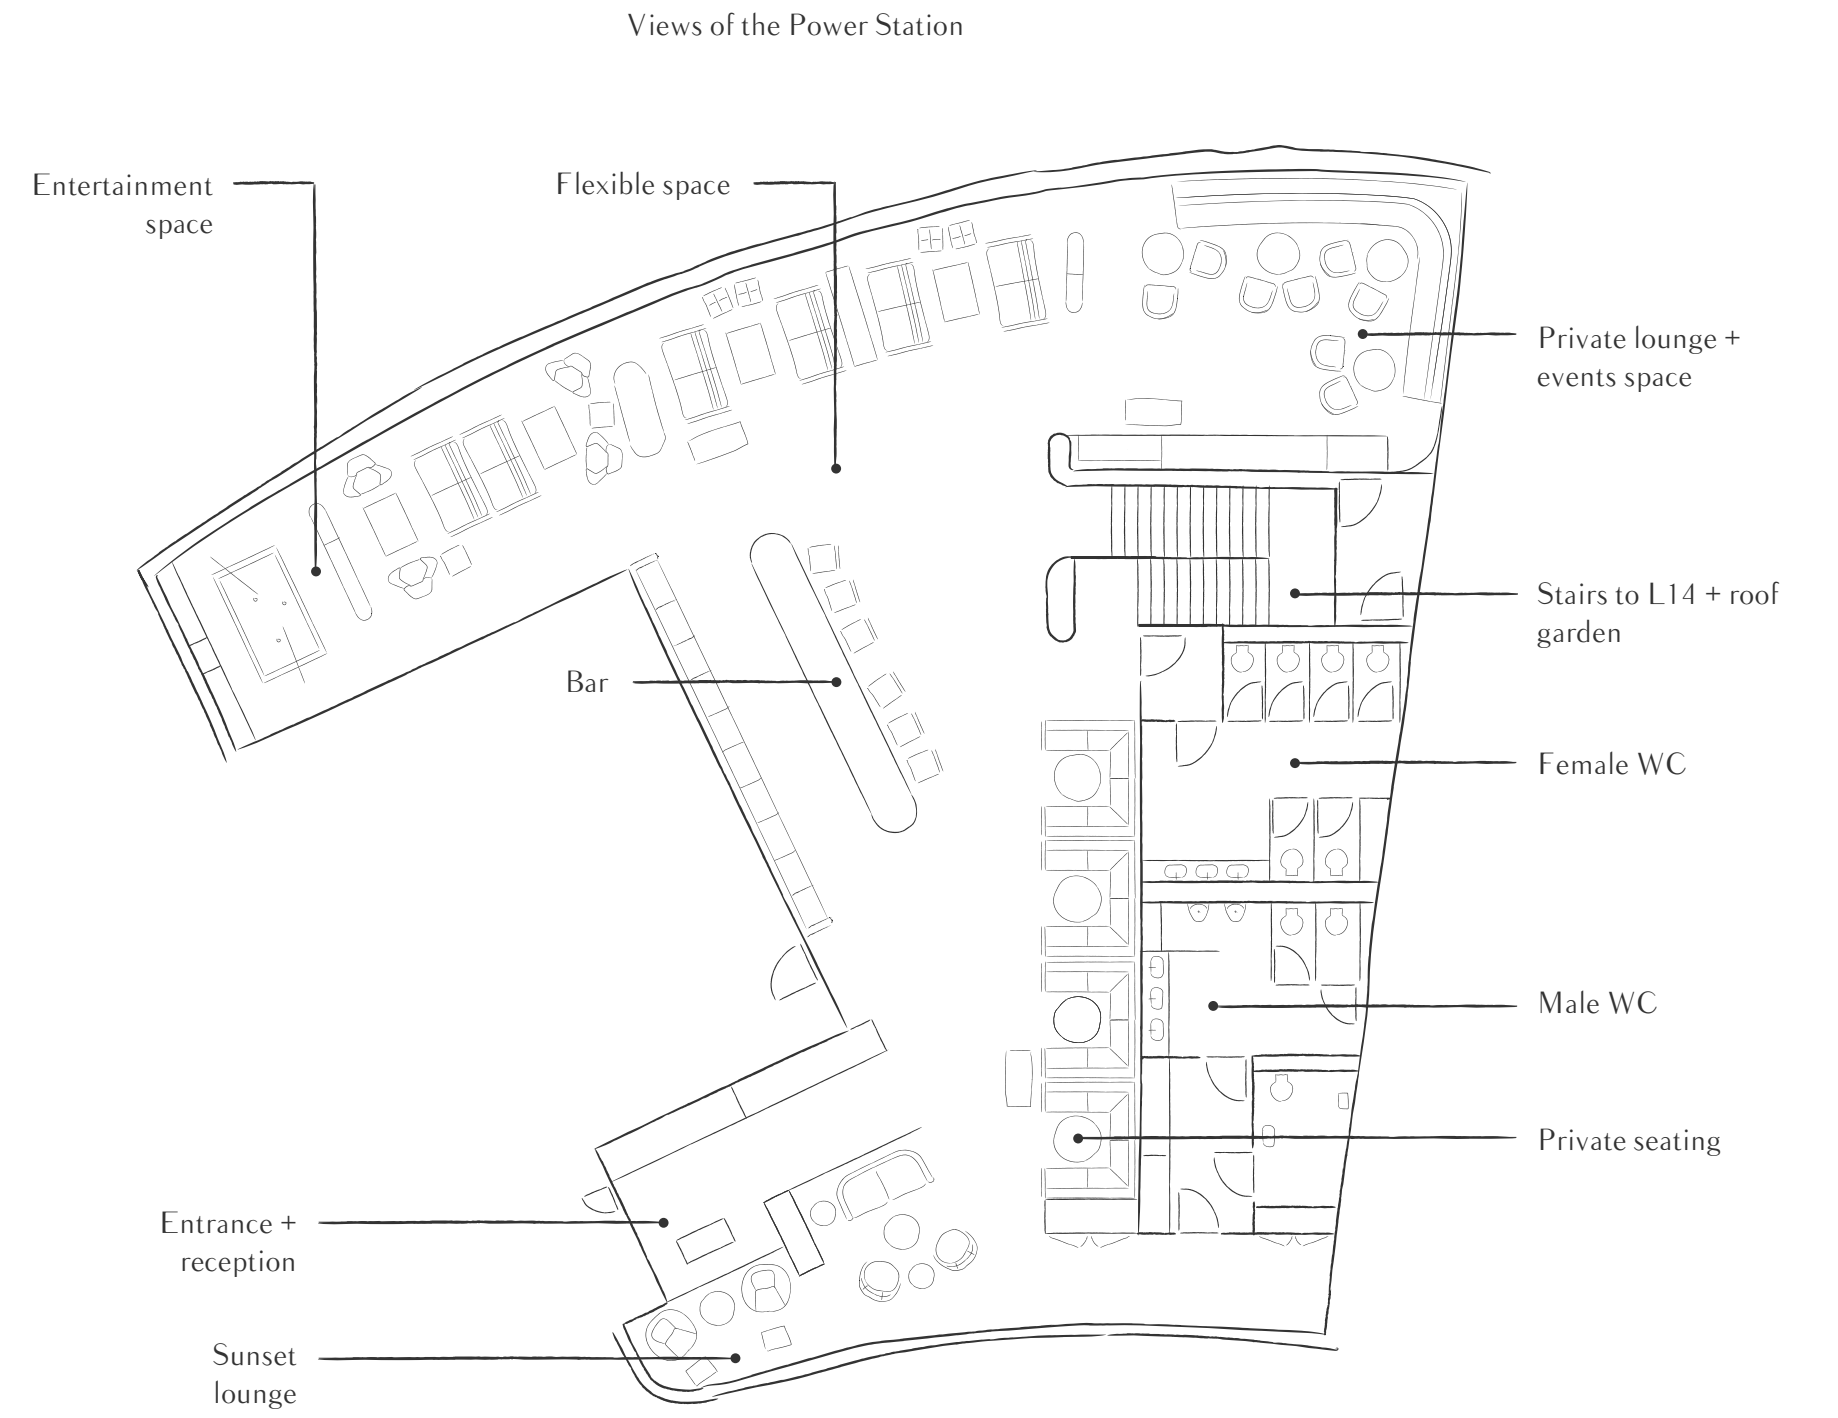 Views of the Power Station
Entertainment
space
Flexible space
Private lounge +
events space
Stairs to L14 + roof
garden
Bar
Female WC
Male WC
Private seating
Entrance +
reception
Sunset
lounge